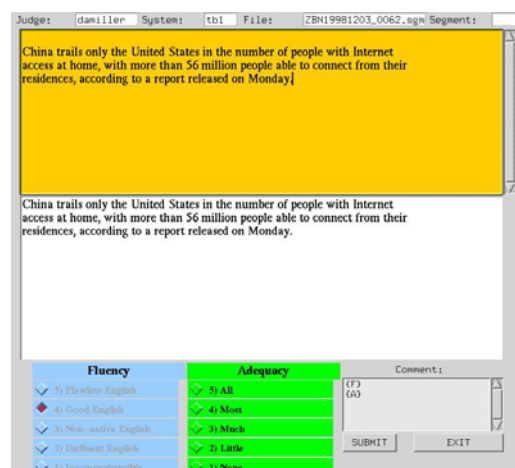 Judge: damiller System: tb1 File: ZBN19981203_0062.sgm Segment:
China trails only the United States in the number of people with Internet
access at home, with more than 56 million people able to connect from their
residences, according to a report released on Monday.
China trails only the United States in the number of people with Internet
access at home, with more than 56 million people able to connect from their
residences, according to a report released on Monday.
Fluency Adequacy Comment:
5) Flawless English 5) All {F}
4) Good English 4) Most {A}
3) Non-native English 3) Much
2) Disfluent English 2) Little SUBMIT EXIT
1) None